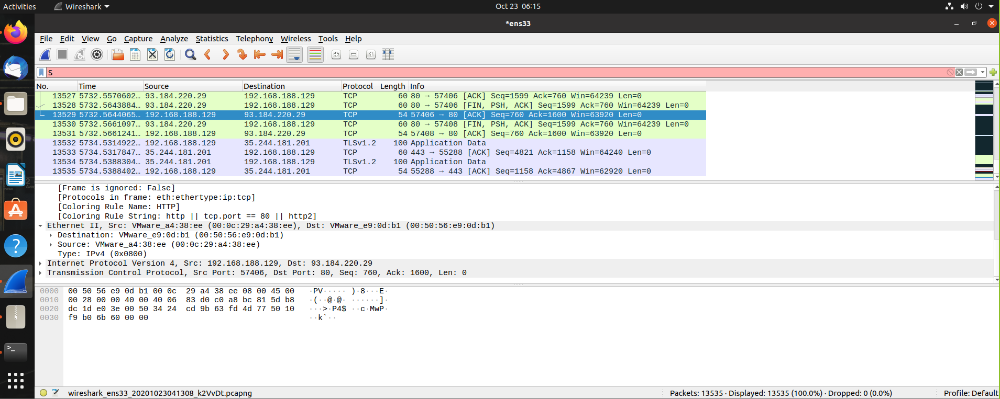 Activities Wireshark Oct 23 06:15
*ens33
File Edit View Go Capture Analyze Statistics Telephony Wireless Tools Help
S
No. Time Source Destination Protocol Length Info
13527 5732.5570602… 93.184.220.29 192.168.188.129 TCP 60 80 → 57406 [ACK] Seq=1599 Ack=760 Win=64239 Len=0
13528 5732.5643884… 93.184.220.29 192.168.188.129 TCP 60 80 → 57406 [FIN, PSH, ACK] Seq=1599 Ack=760 Win=64239 Len=0
13529 5732.5644065… 192.168.188.129 93.184.220.29 TCP 54 57406 → 80 [ACK] Seq=760 Ack=1600 Win=63920 Len=0
13530 5732.5661097… 93.184.220.29 192.168.188.129 TCP 60 80 → 57408 [FIN, PSH, ACK] Seq=1599 Ack=760 Win=64239 Len=0
13531 5732.5661241… 192.168.188.129 93.184.220.29 TCP 54 57408 → 80 [ACK] Seq=760 Ack=1600 Win=63920 Len=0
13532 5734.5314922… 192.168.188.129 35.244.181.201 TLSv1.2 100 Application Data
13533 5734.5317847… 35.244.181.201 192.168.188.129 TCP 60 443 → 55288 [ACK] Seq=4821 Ack=1158 Win=64240 Len=0
13534 5734.5388304… 35.244.181.201 192.168.188.129 TLSv1.2 100 Application Data
13535 5734.5388402… 192.168.188.129 35.244.181.201 TCP 54 55288 → 443 [ACK] Seq=1158 Ack=4867 Win=62920 Len=0
[Frame is ignored: False]
[Protocols in frame: eth:ethertype:ip:tcp]
[Coloring Rule Name: HTTP]
[Coloring Rule String: http || tcp.port == 80 || http2]
Ethernet II, Src: VMware_a4:38:ee (00:0c:29:a4:38:ee), Dst: VMware_e9:0d:b1 (00:50:56:e9:0d:b1)
Destination: VMware_e9:0d:b1 (00:50:56:e9:0d:b1)
Source: VMware_a4:38:ee (00:0c:29:a4:38:ee)
Type: IPv4 (0x0800)
Internet Protocol Version 4, Src: 192.168.188.129, Dst: 93.184.220.29
Transmission Control Protocol, Src Port: 57406, Dst Port: 80, Seq: 760, Ack: 1600, Len: 0
0000 00 50 56 e9 0d b1 00 0c 29 a4 38 ee 08 00 45 00 ·PV····· )·8···E·
0010 00 28 00 00 40 00 40 06 83 d0 c0 a8 bc 81 5d b8 ·(··@·@· ······]·
0020 dc 1d e0 3e 00 50 34 24 cd 9b 63 fd 4d 77 50 10 ···>·P4$ ··c·MwP·
0030 f9 b0 6b 60 00 00 ··k`··
wireshark_ens33_20201023041308_k2VvDt.pcapng Packets: 13535 · Displayed: 13535 (100.0%) · Dropped: 0 (0.0%) Profile: Default